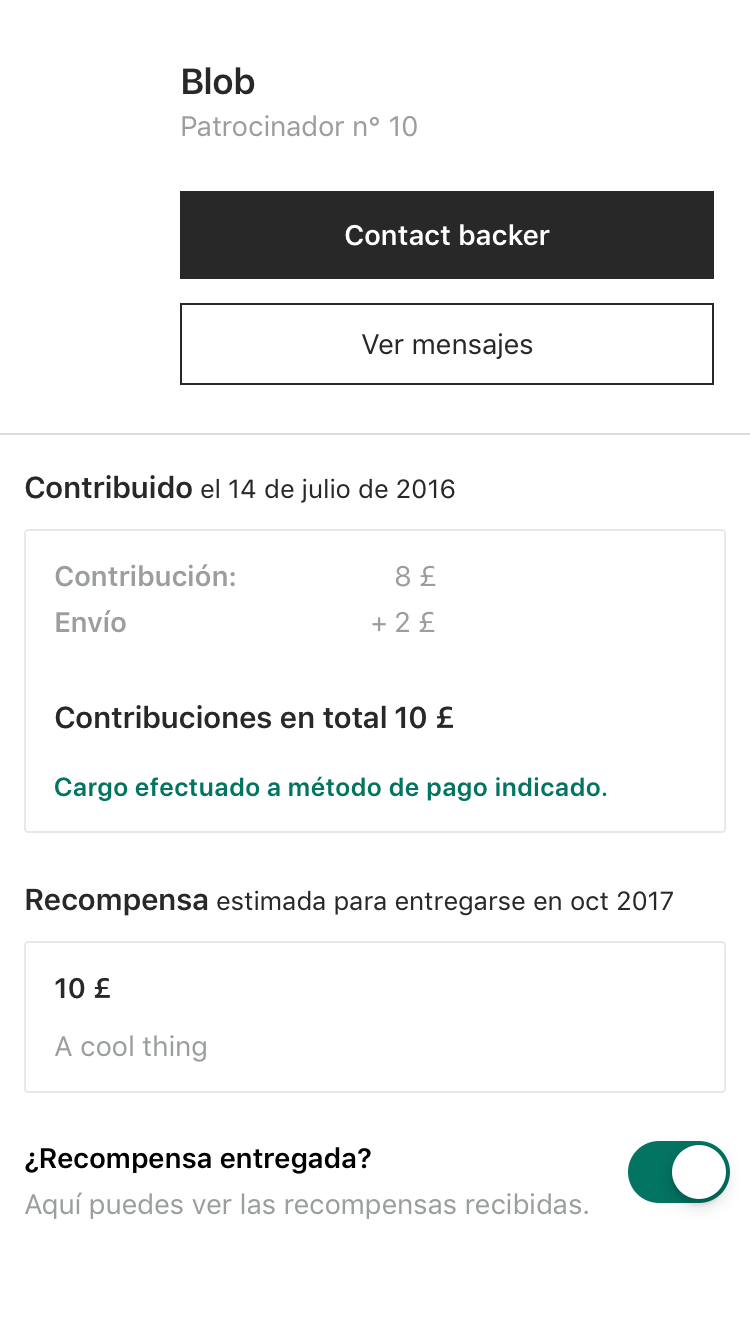 Blob
Patrocinador n° 10
Contact backer
Ver mensajes
Contribuido el 14 de julio de 2016
Contribución: 8 £
Envío + 2 £
Contribuciones en total 10 £
Cargo efectuado a método de pago indicado.
Recompensa estimada para entregarse en oct 2017
10 £
A cool thing
¿Recompensa entregada?
Aquí puedes ver las recompensas recibidas.